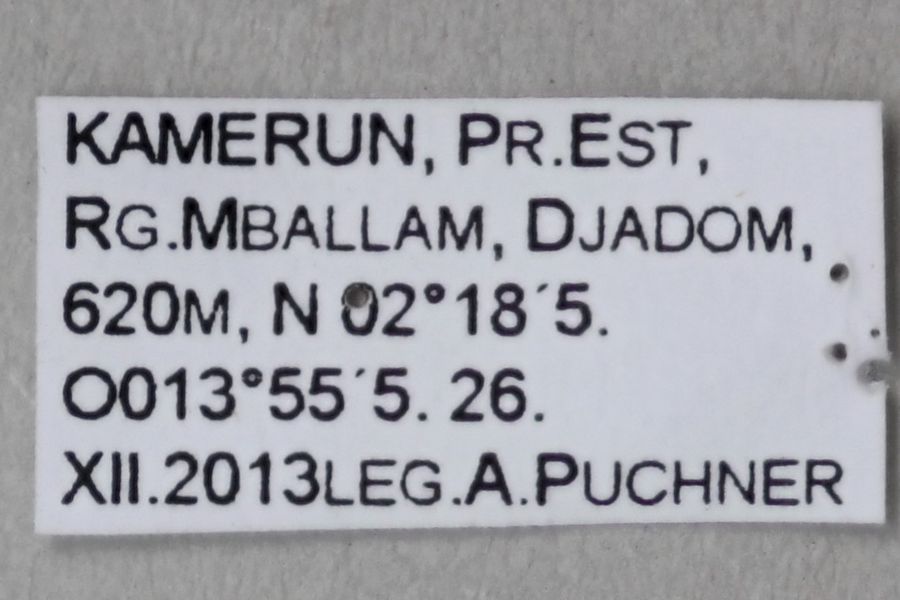 KAMERUN, PR.EST,
RG.MBALLAM, DJADOM,
620M, N 02°18´5.
O013°55´5. 26.
XII.2013LEG.A.PUCHNER